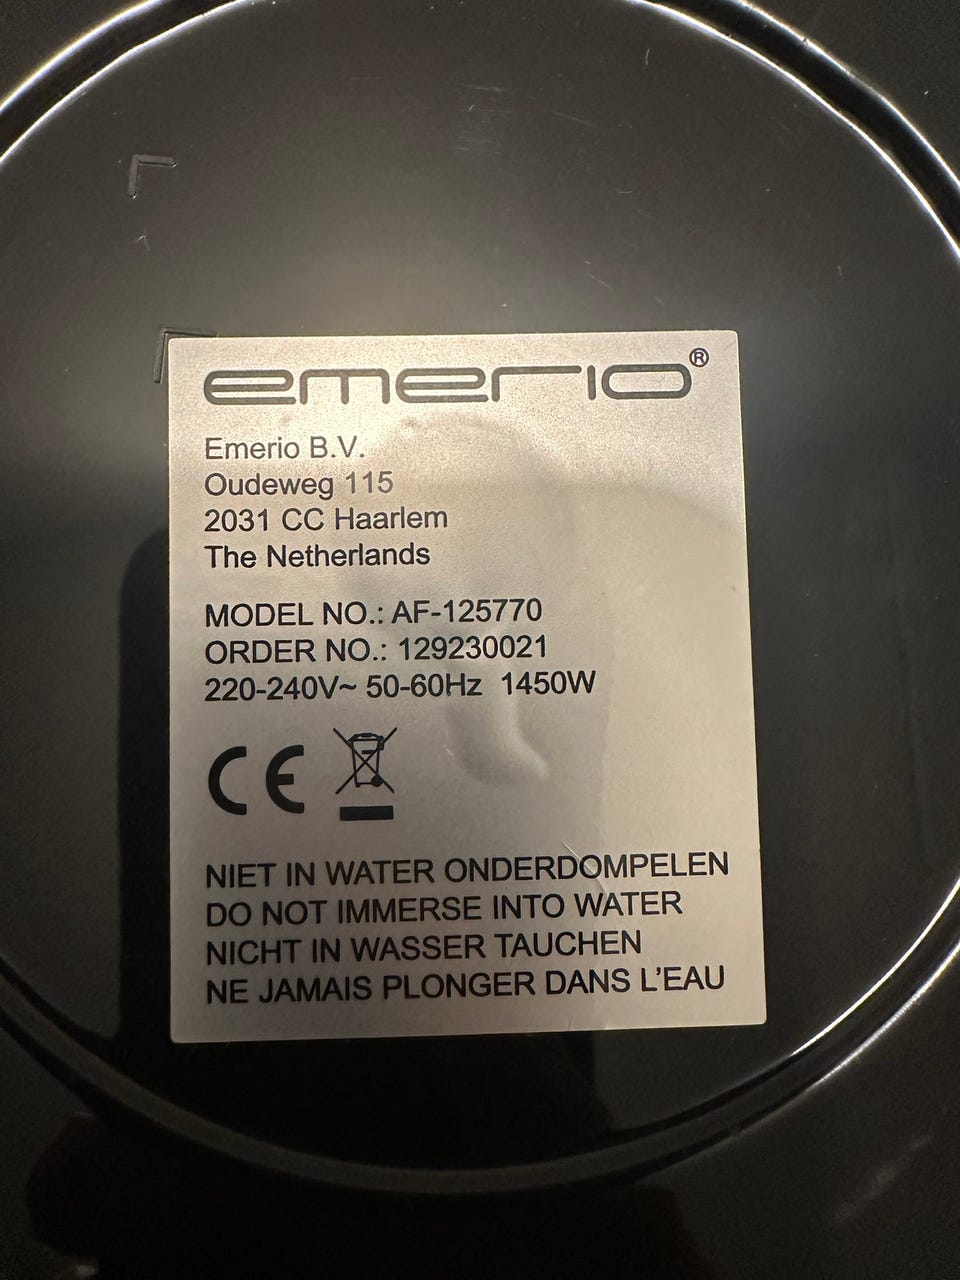 emerio®
Emerio B.V.
Oudeweg 115
2031 CC Haarlem
The Netherlands
MODEL NO.: AF-125770
ORDER NO.: 129230021
220-240V~ 50-60Hz 1450W
CE
NIET IN WATER ONDERDOMPELEN
DO NOT IMMERSE INTO WATER
NICHT IN WASSER TAUCHEN
NE JAMAIS PLONGER DANS L'EAU